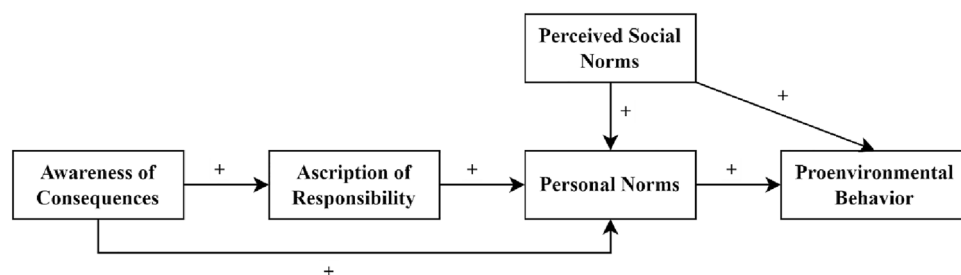 Perceived Social
Norms
+
+
Awareness of
Consequences
+
Ascription of
Responsibility
+
Personal Norms
+
Proenvironmental
Behavior
+